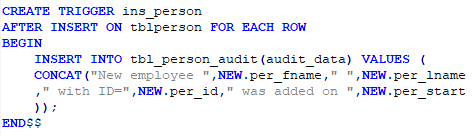 CREATE TRIGGER ins_person
AFTER INSERT ON tblperson FOR EACH ROW
BEGIN
    INSERT INTO tbl_person_audit(audit_data) VALUES (
    CONCAT("New employee ",NEW.per_fname," ",NEW.per_lname
    ," with ID=",NEW.per_id," was added on ",NEW.per_start
    ));
END$$